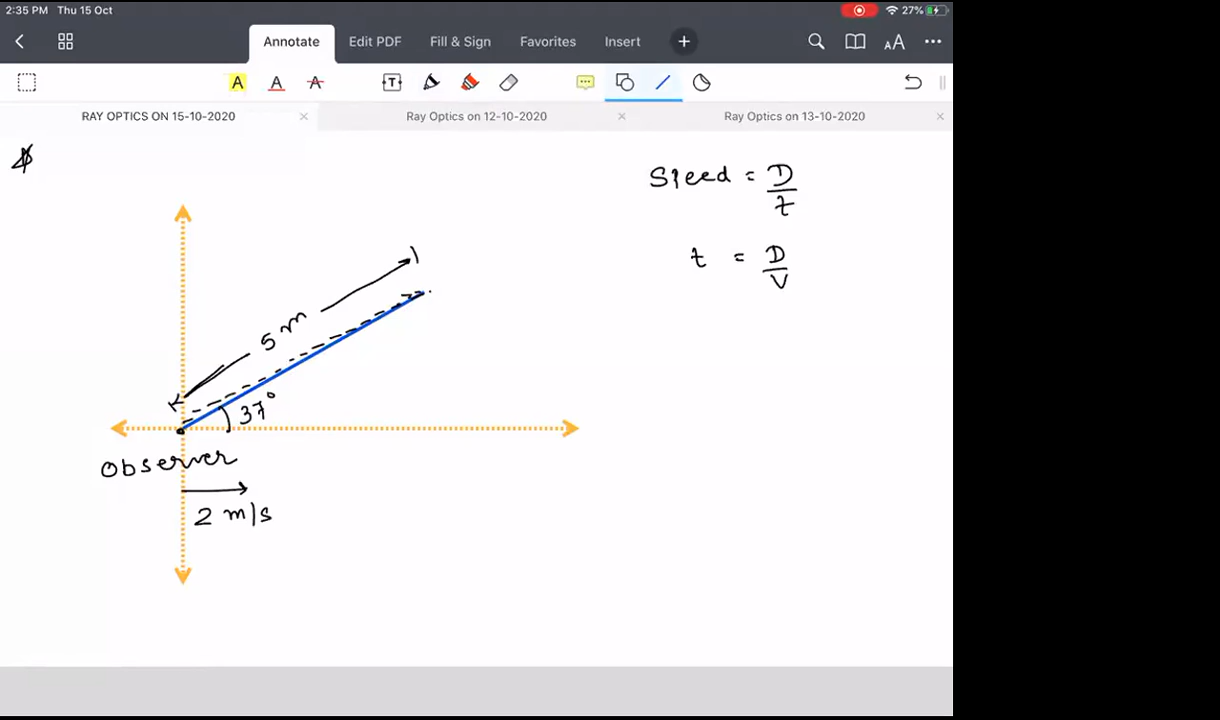 2:35 PM Thu 15 Oct
27%
Annotate Edit PDF Fill & Sign Favorites Insert +
AA
A A A T
RAY OPTICS ON 15-10-2020 Ray Optics on 12-10-2020 Ray Optics on 13-10-2020
Speed = D/t
t = D/V
5 m
37°
Observer
2 m/s